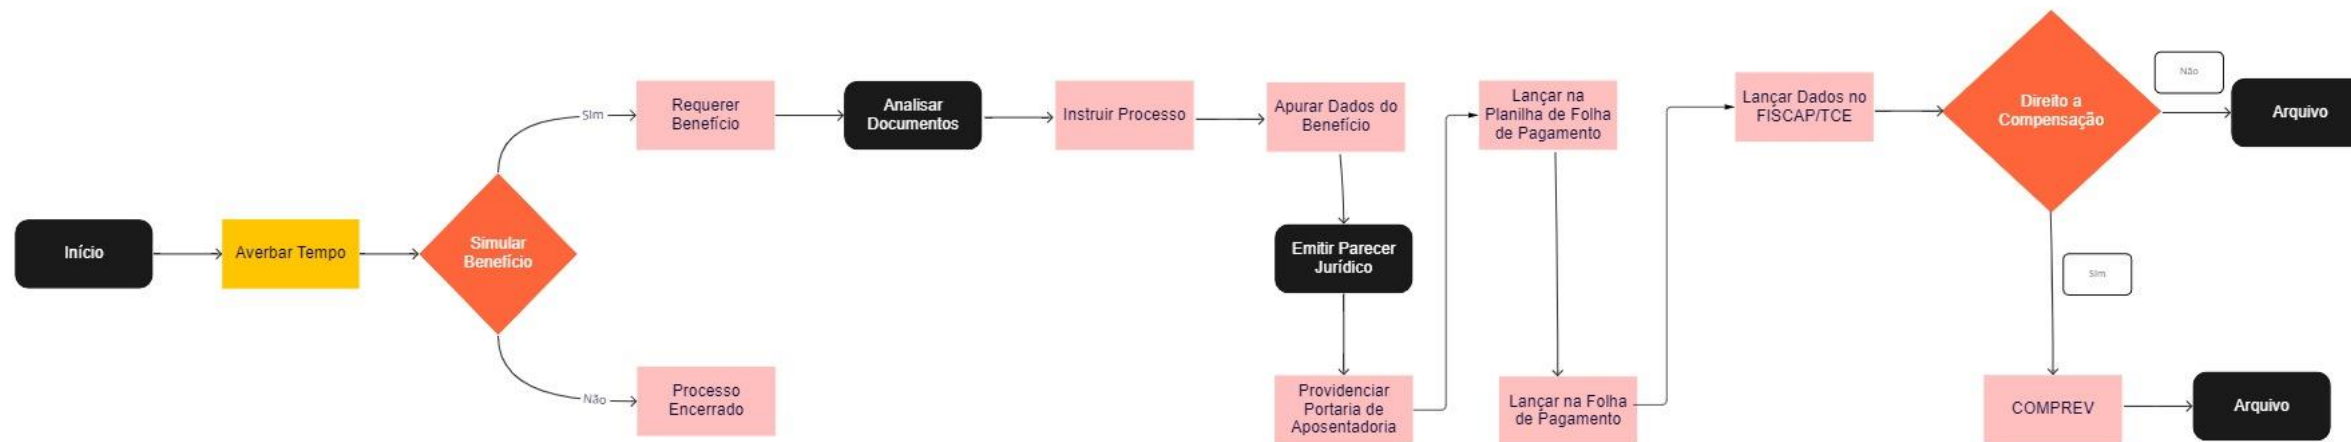 Início
Averbar Tempo
Simular
Benefício
Sim
Requerer
Benefício
Não
Processo
Encerrado
Analisar
Documentos
Instruir Processo
Apurar Dados do
Benefício
Emitir Parecer
Jurídico
Providenciar
Portaria de
Aposentadoria
Lançar na
Planilha de Folha
de Pagamento
Lançar na Folha
de Pagamento
Lançar Dados no
FISCAP/TCE
Direito a
Compensação
Não
Arquivo
Sim
COMPREV
Arquivo